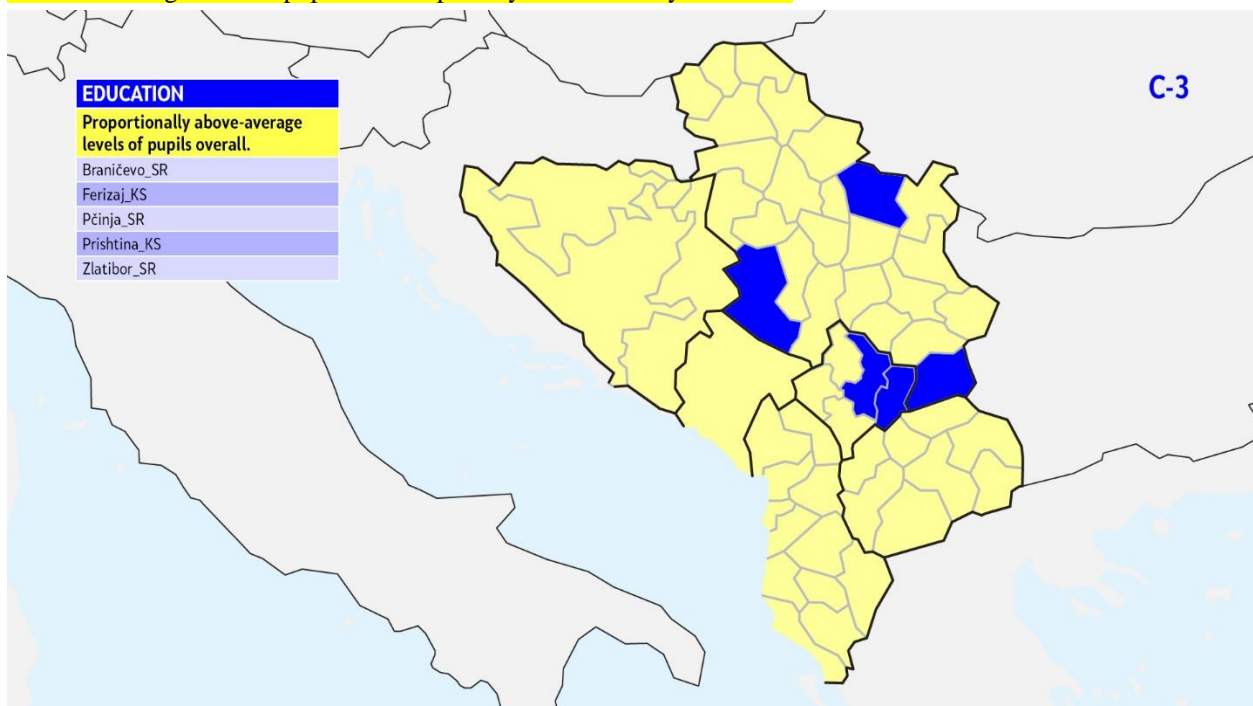 EDUCATION
Proportionally above-average
levels of pupils overall.
Braničevo_SR
Ferizaj_KS
Pčinja_SR
Prishtina_KS
Zlatibor_SR
C-3